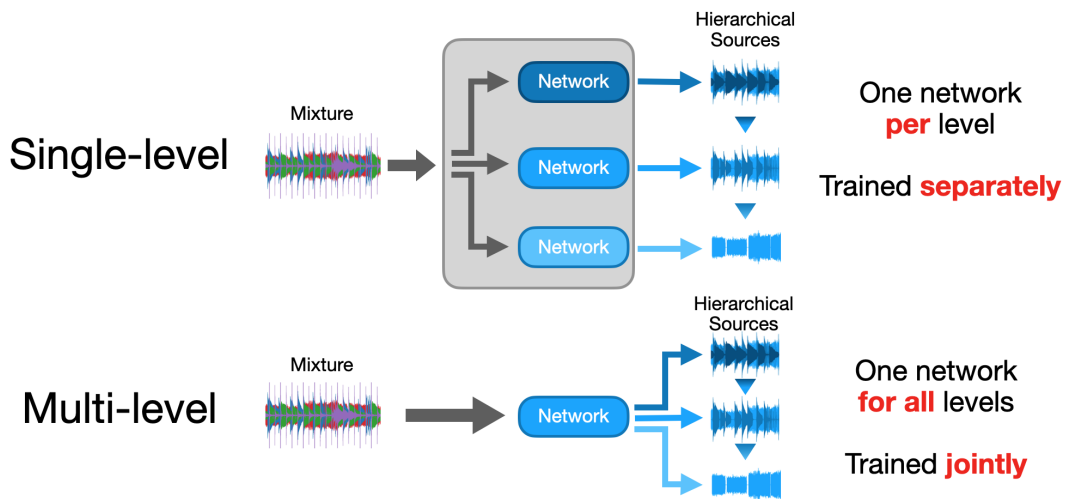 Hierarchical
Sources
Network
Mixture
One network
per level
Single-level
Network
Trained separately
Network
Hierarchical
Sources
Mixture
One network
for all levels
Multi-level
Network
Trained jointly